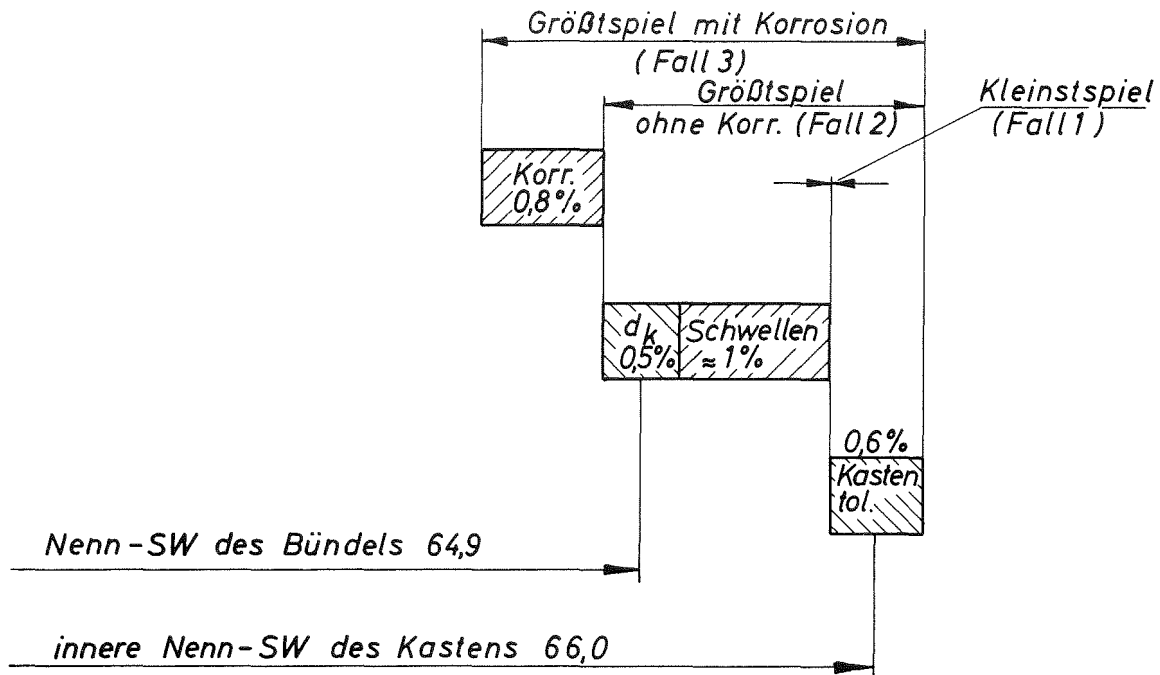 Größtspiel mit Korrosion
(Fall 3)
Größtspiel
ohne Korr. (Fall 2)
Kleinstspiel
(Fall 1)
Korr.
0,8%
dk
0,5%
Schwellen
≈ 1%
0,6%
Kasten
tol.
Nenn-SW des Bündels 64,9
innere Nenn-SW des Kastens 66,0